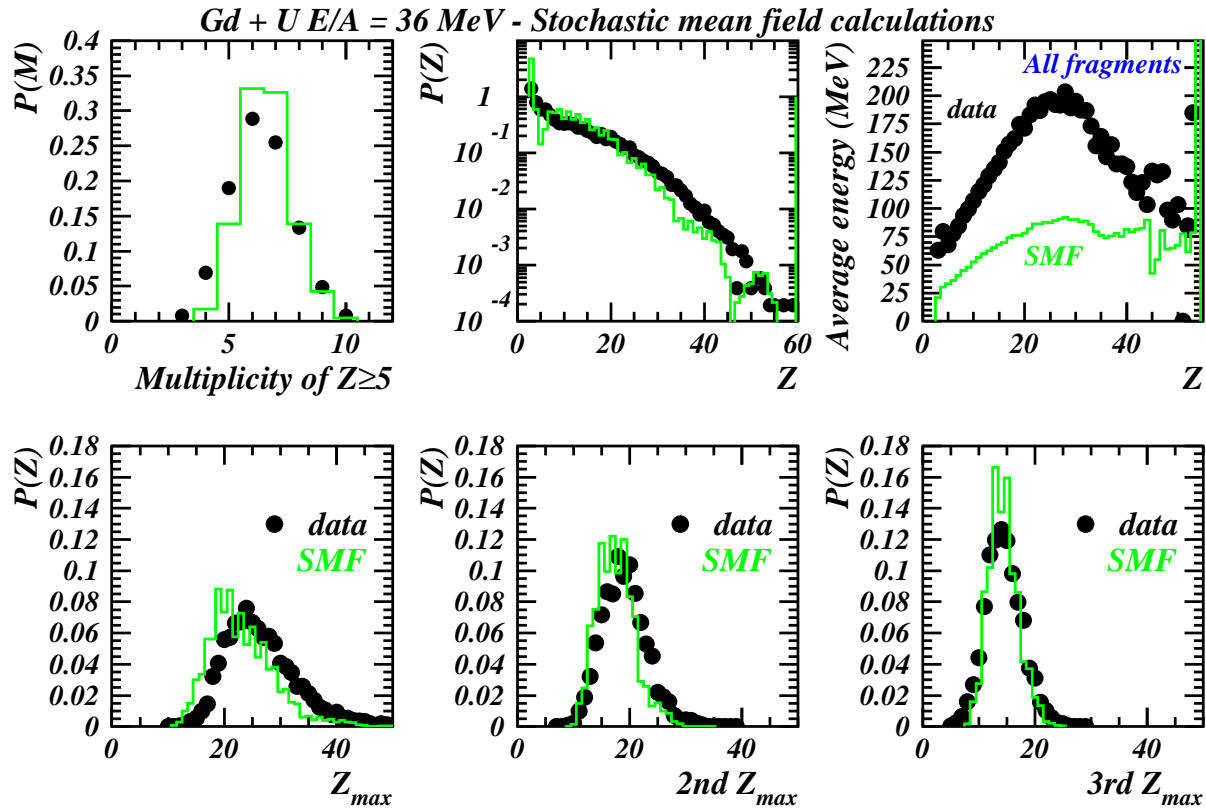 Gd + U E/A = 36 MeV - Stochastic mean field calculations
P(M)
0.4
0.35
0.3
0.25
0.2
0.15
0.1
0.05
0
0 5 10
Multiplicity of Z≥5
P(Z)
1
10 -1
10 -2
10 -3
10 -4
0 20 40 60
Z
Average energy (MeV)
225
200
175
150
125
100
75
50
25
0
All fragments
data
SMF
0 20 40
Z
P(Z)
0.18
0.16
0.14
0.12
0.1
0.08
0.06
0.04
0.02
0
data
SMF
0 20 40
Zmax
P(Z)
0.18
0.16
0.14
0.12
0.1
0.08
0.06
0.04
0.02
0
data
SMF
0 20 40
2nd Zmax
P(Z)
0.18
0.16
0.14
0.12
0.1
0.08
0.06
0.04
0.02
0
data
SMF
0 20 40
3rd Zmax